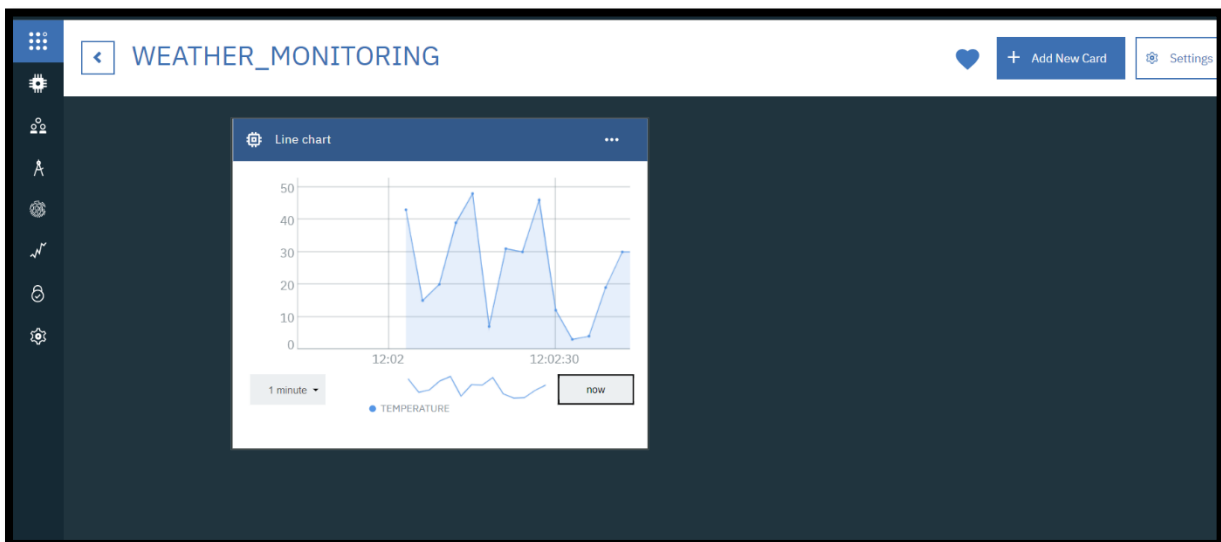 WEATHER_MONITORING
+ Add New Card
Settings
Line chart
50
40
30
20
10
0
12:02
12:02:30
1 minute
now
TEMPERATURE